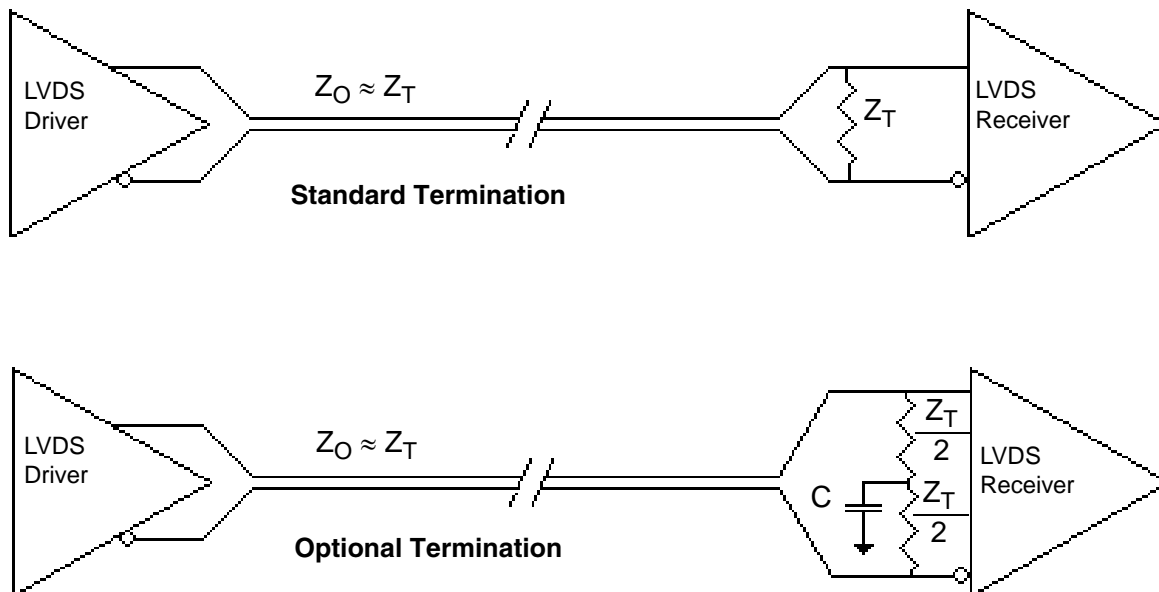 LVDS
Driver
Z_O ≈ Z_T
Z_T
LVDS
Receiver
Standard Termination
LVDS
Driver
Z_O ≈ Z_T
C
Z_T
2
Z_T
2
LVDS
Receiver
Optional Termination